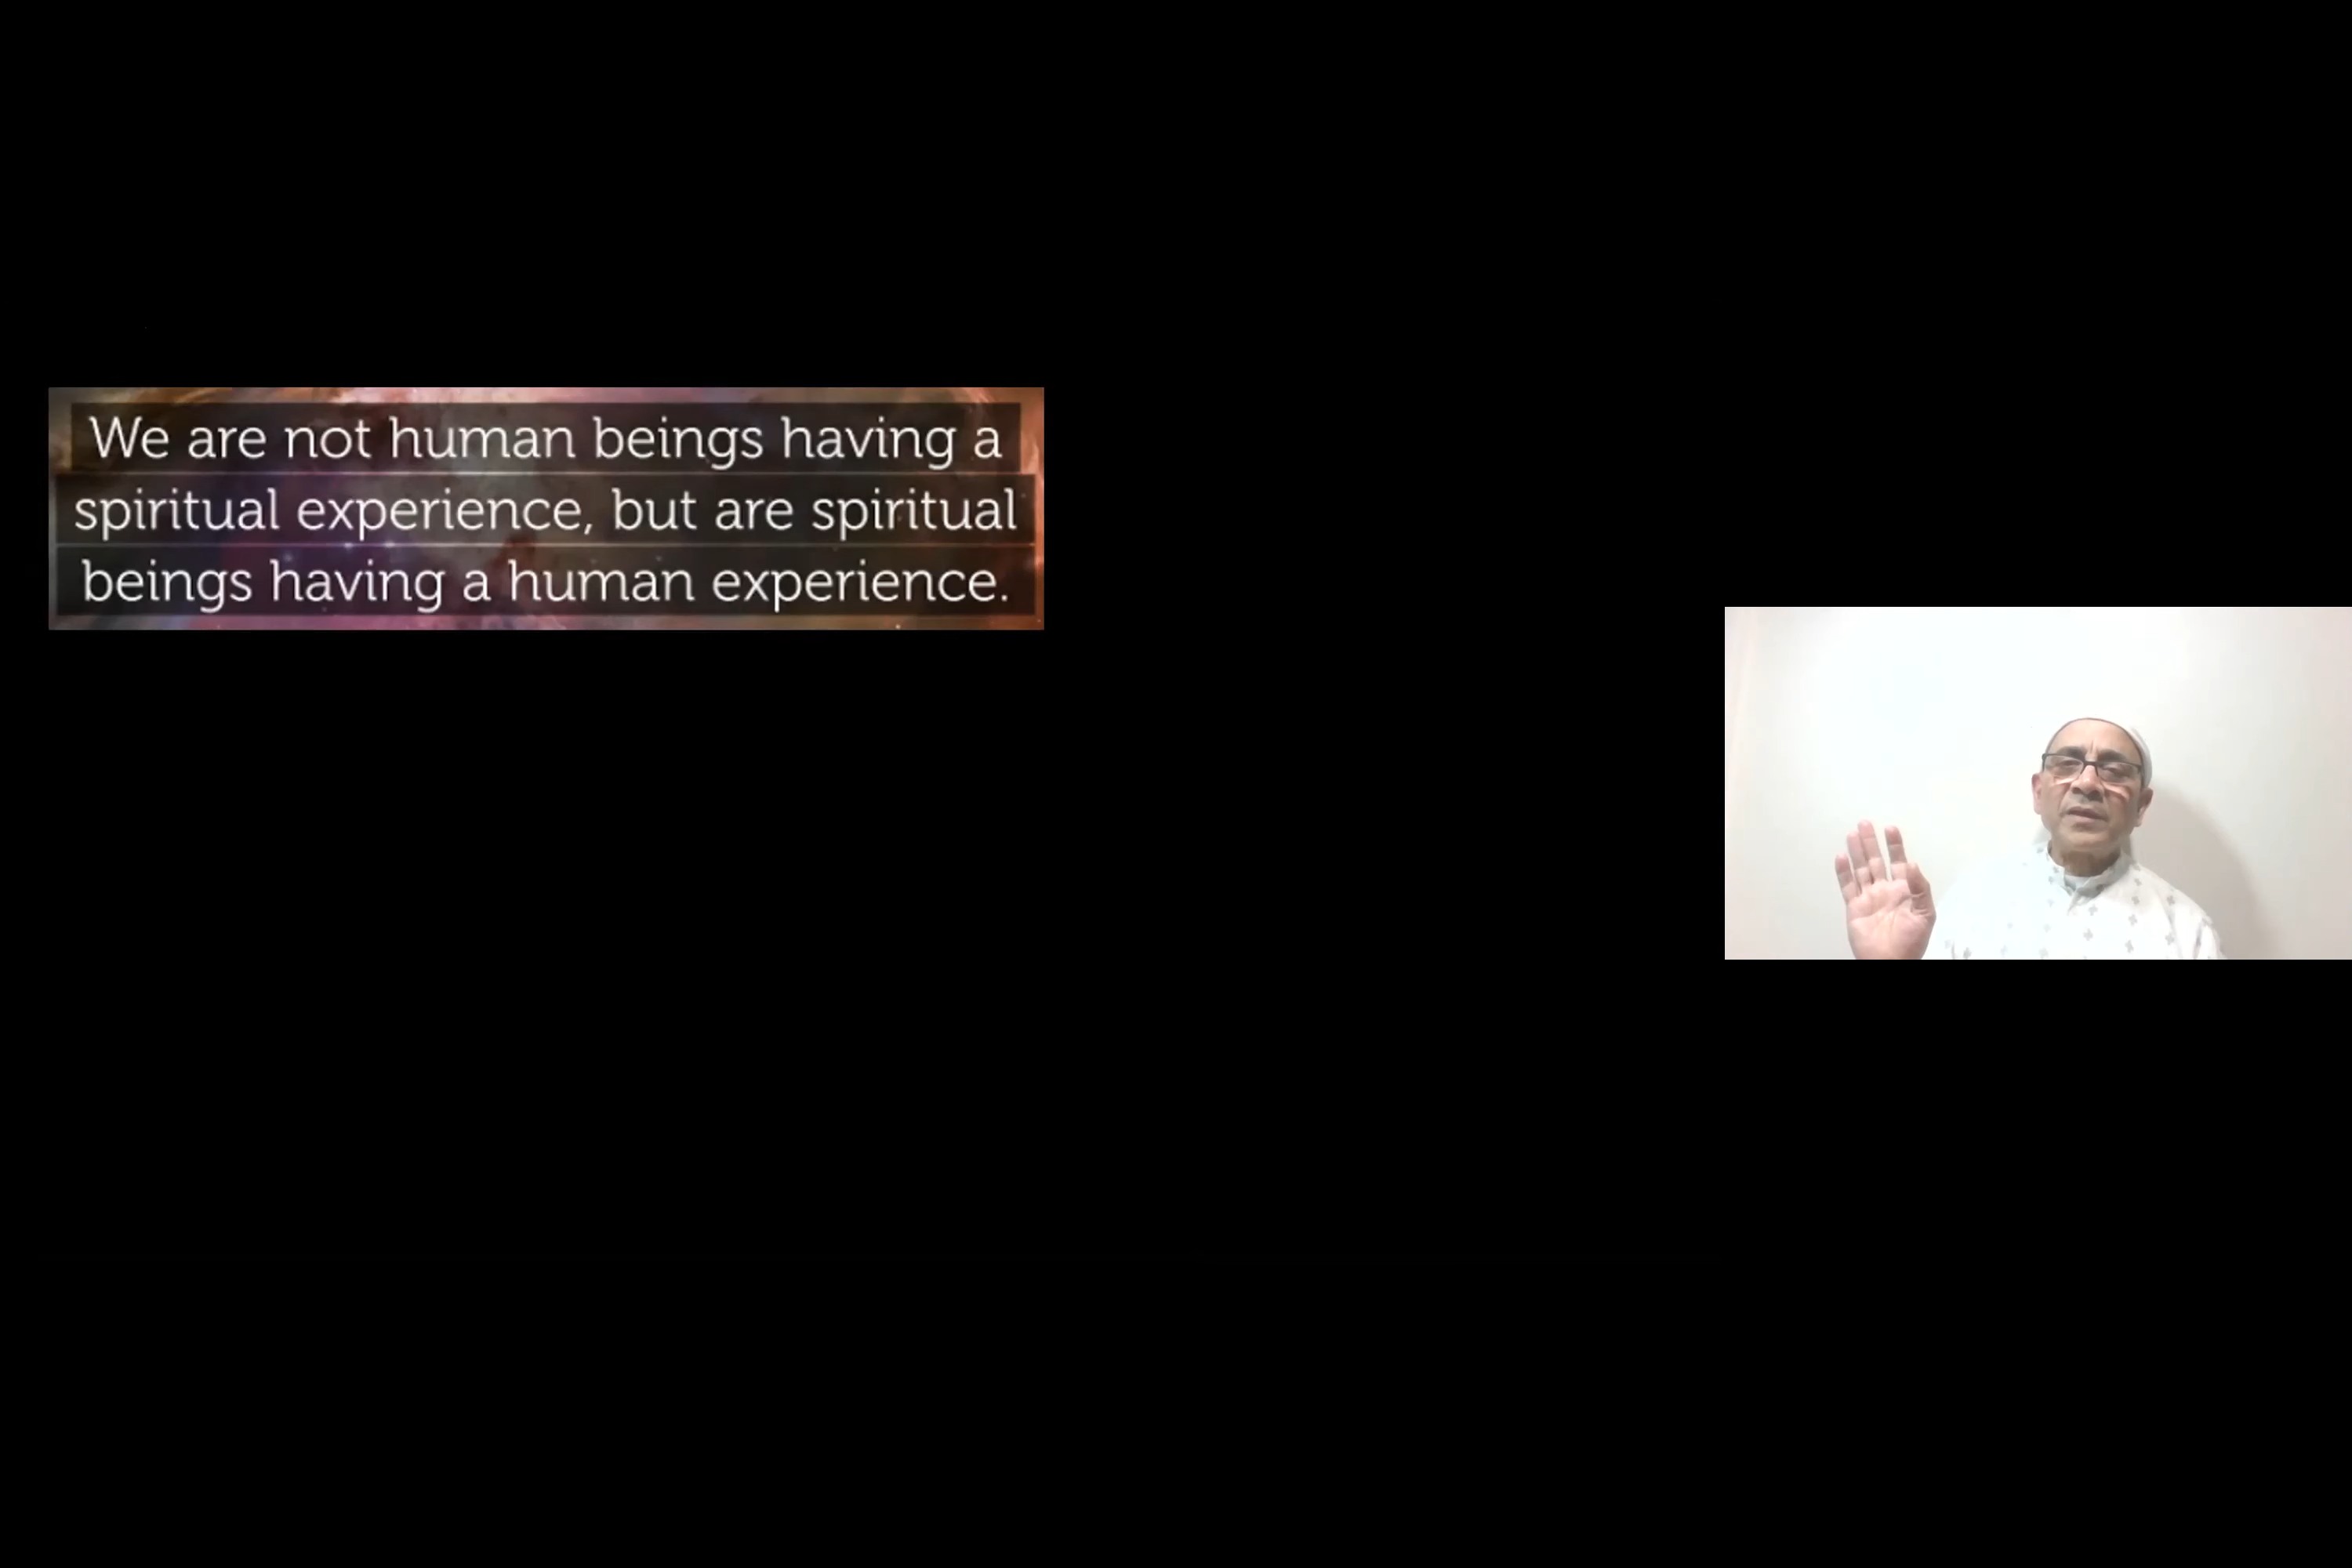 We are not human beings having a
spiritual experience, but are spiritual
beings having a human experience.